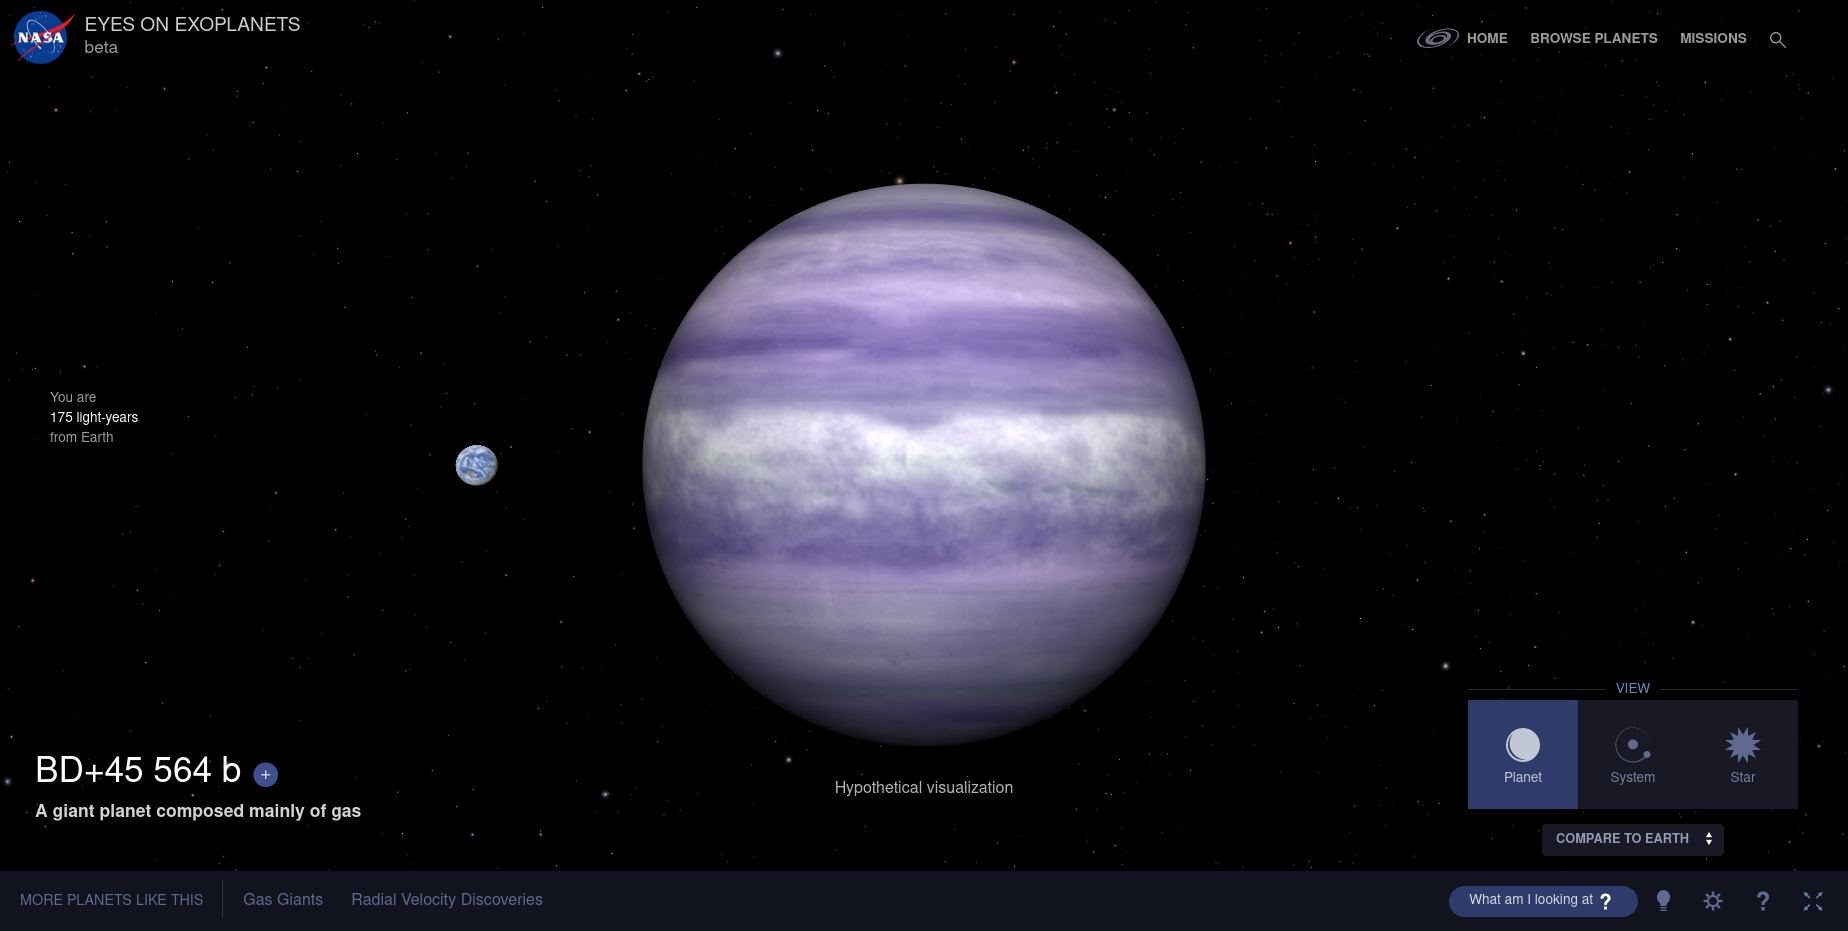 NASA
EYES ON EXOPLANETS
beta
HOME
BROWSE PLANETS
MISSIONS
You are
175 light-years
from Earth
BD+45 564 b +
A giant planet composed mainly of gas
Hypothetical visualization
VIEW
Planet
System
Star
COMPARE TO EARTH
MORE PLANETS LIKE THIS
Gas Giants
Radial Velocity Discoveries
What am I looking at ?
?